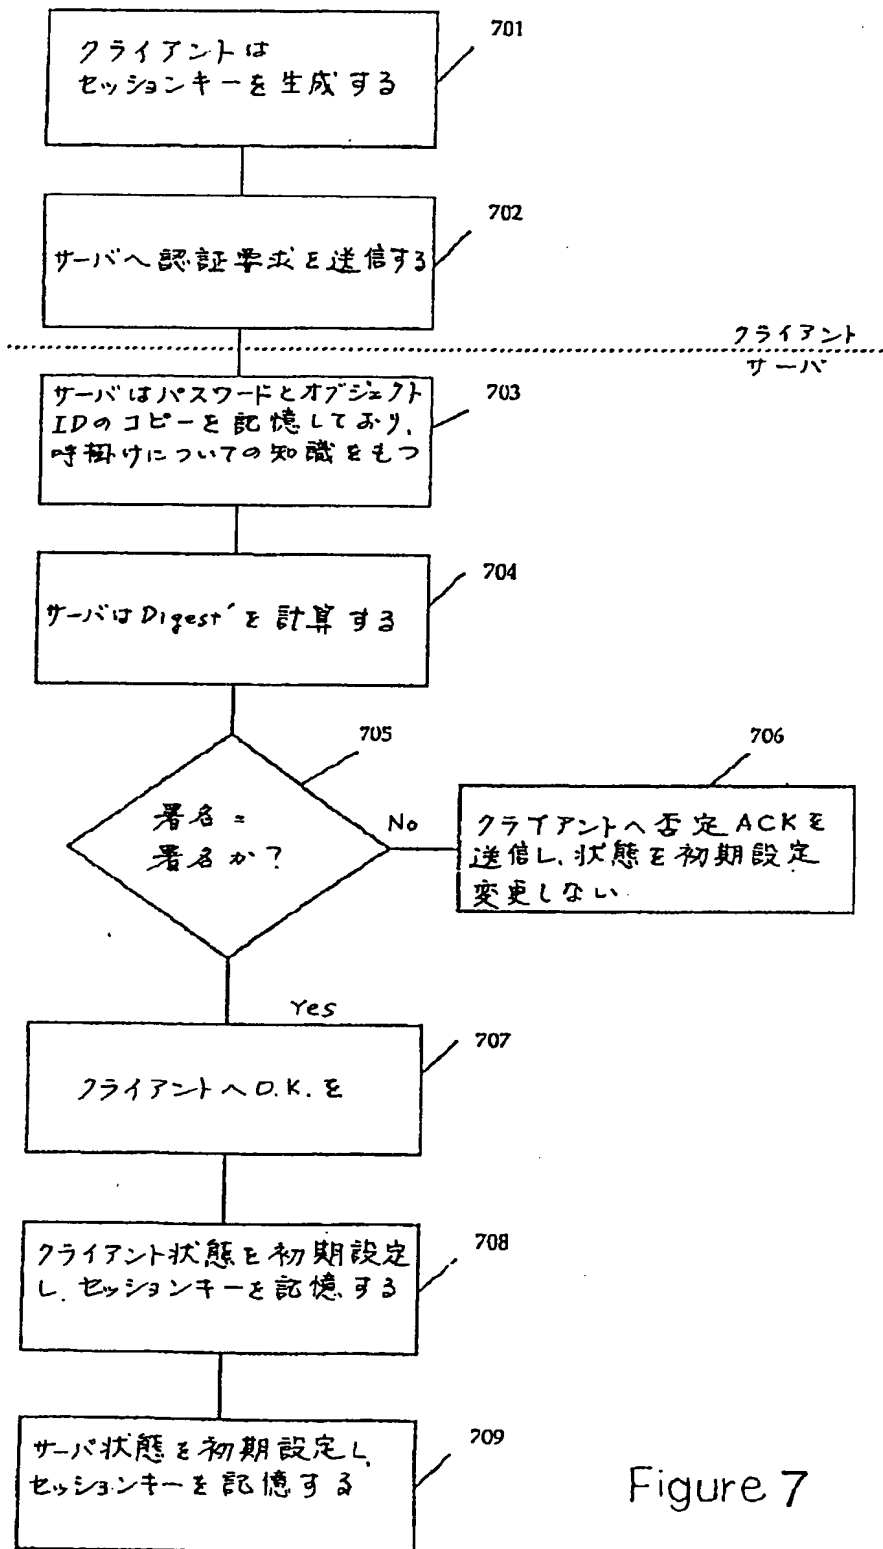 クライアントは
セッションキーを生成する
701
サーバへ認証要求を送信する
702
クライアント
サーバ
サーバはパスワードとオブジェクト
IDのコピーを記憶しており、
時掛けについての知識をもつ
703
サーバはDigest´を計算する
704
705
署名=
署名か?
No
706
クライアントへ否定ACKを
送信し、状態を初期設定
変更しない
Yes
クライアントへO.K.を
707
クライアント状態を初期設定
し、セッションキーを記憶する
708
サーバ状態を初期設定し、
セッションキーを記憶する
709
Figure 7